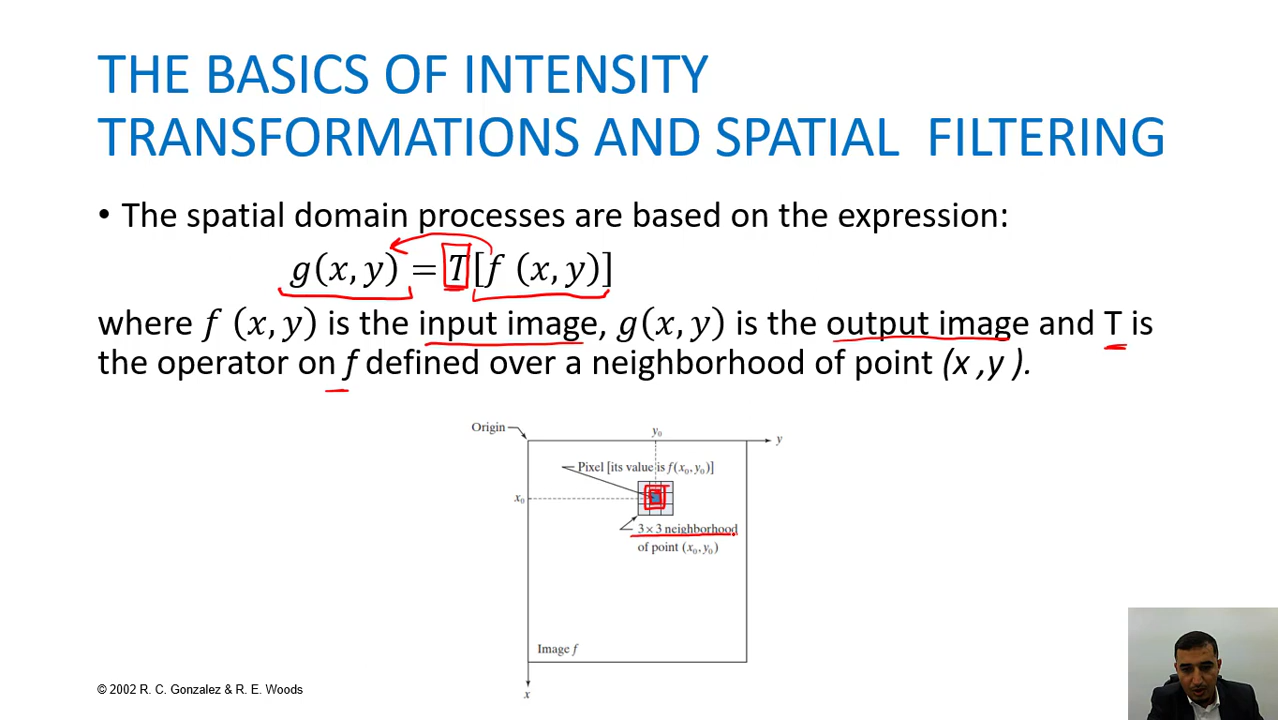 THE BASICS OF INTENSITY
TRANSFORMATIONS AND SPATIAL FILTERING
• The spatial domain processes are based on the expression:
g(x, y) = T[f (x, y)]
where f (x, y) is the input image, g(x, y) is the output image and T is
the operator on f defined over a neighborhood of point (x ,y ).
Origin
y₀
y
Pixel [its value is f(x₀, y₀)]
x₀
3 × 3 neighborhood
of point (x₀, y₀)
Image f
x
© 2002 R. C. Gonzalez & R. E. Woods